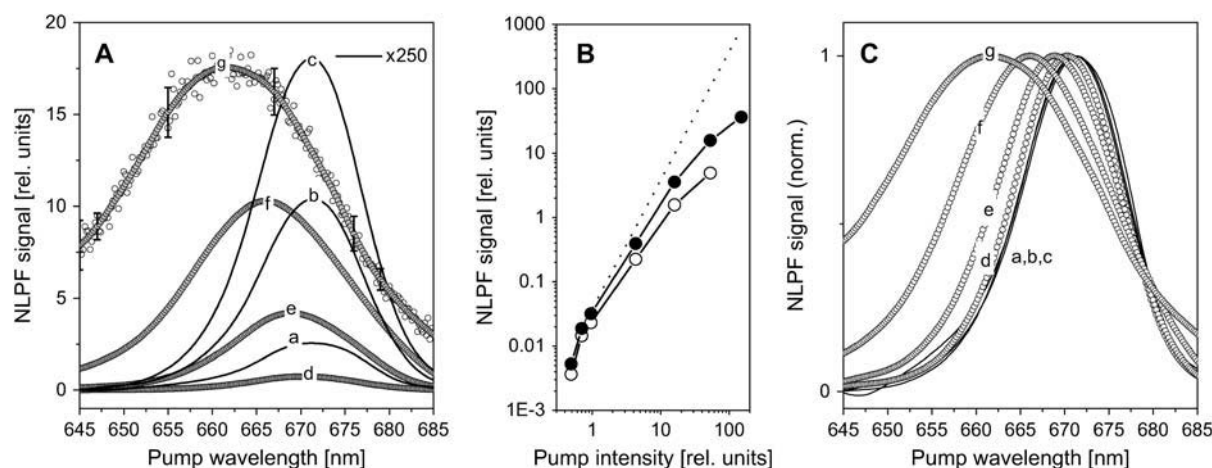 A
B
C
x250
NLPF signal [rel. units]
20
15
10
5
0
g
c
b
f
e
a
d
645 650 655 660 665 670 675 680 685
Pump wavelength [nm]
NLPF signal [rel. units]
1000
100
10
1
0.1
0.01
1E-3
1 10 100
Pump intensity [rel. units]
NLPF signal (norm.)
1
0
g
f
e
d
a,b,c
645 650 655 660 665 670 675 680 685
Pump wavelength [nm]